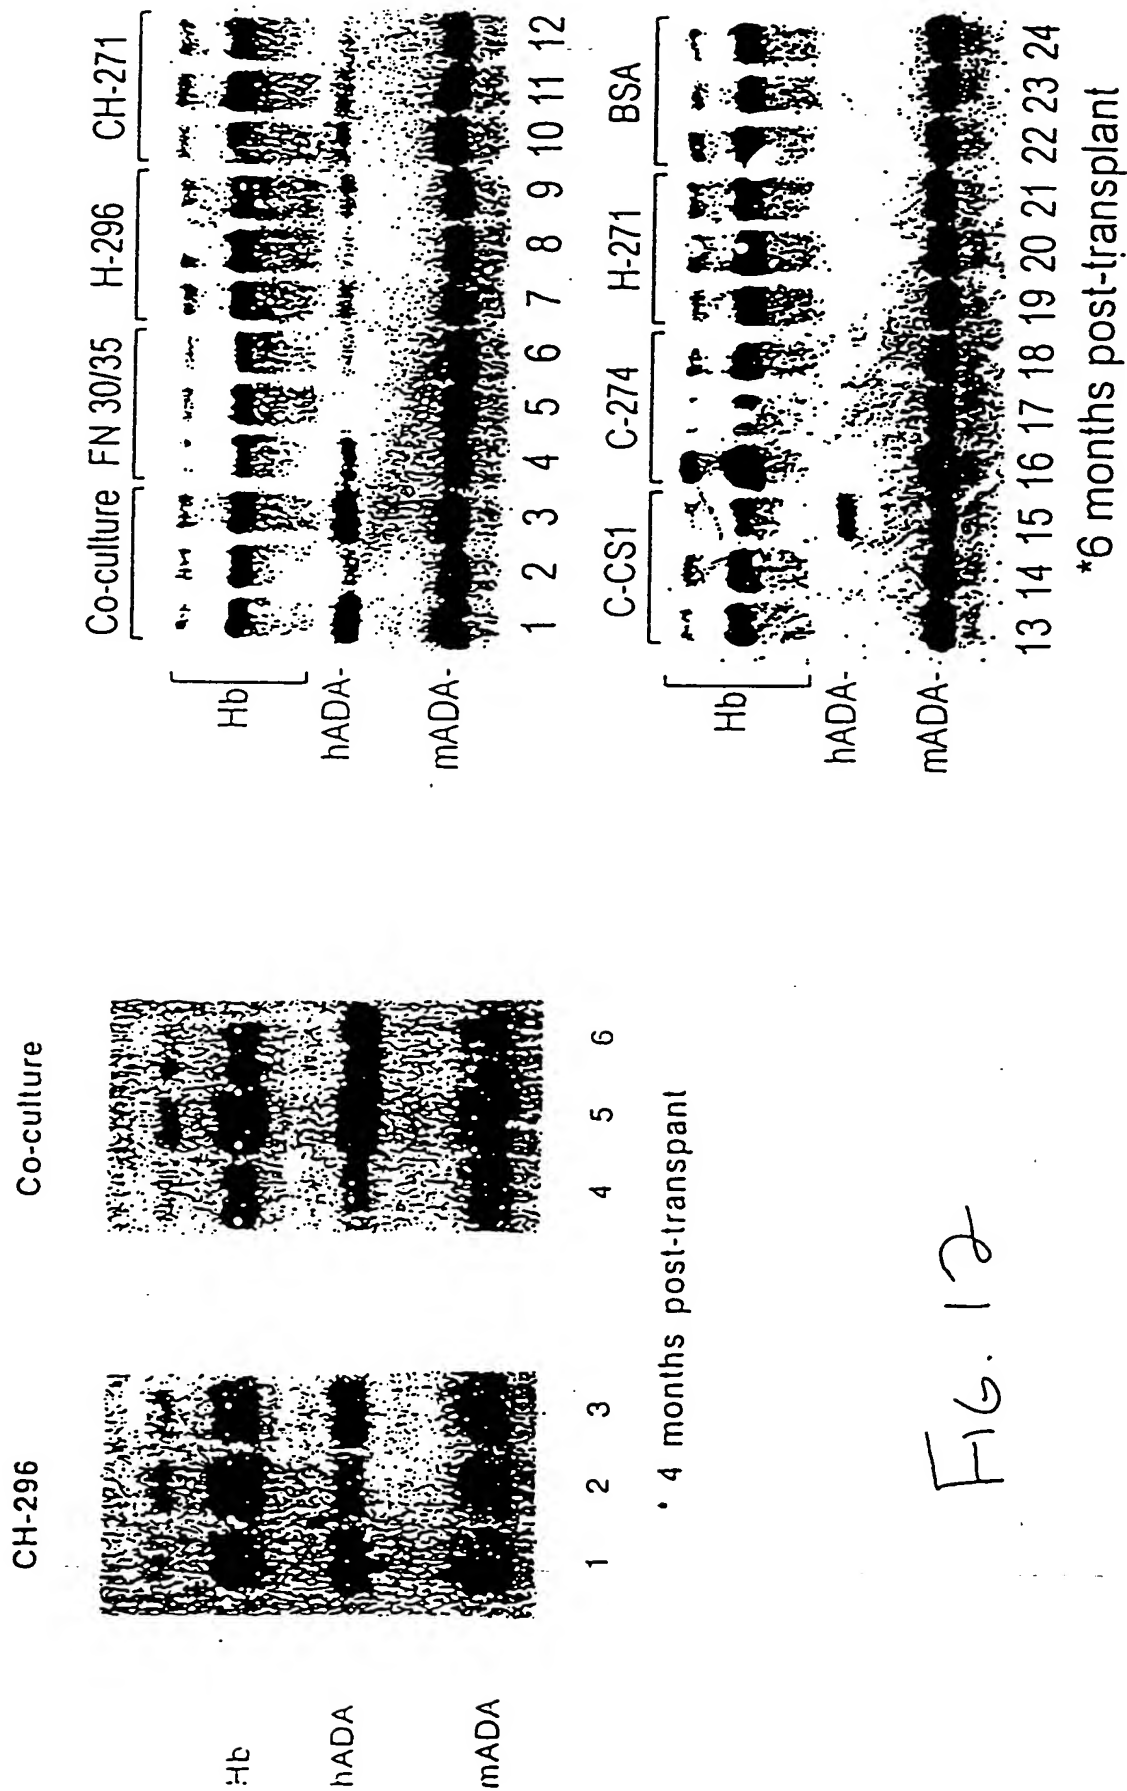 CH-296
Co-culture
Hb
hADA
mADA
1 2 3
4 5 6
* 4 months post-transpant
Co-culture FN 30/35 H-296 CH-271
Hb
hADA-
mADA-
1 2 3 4 5 6 7 8 9 10 11 12
C-CS1 C-274 H-271 BSA
Hb
hADA-
mADA-
13 14 15 16 17 18 19 20 21 22 23 24
*6 months post-transplant
FIG. 12